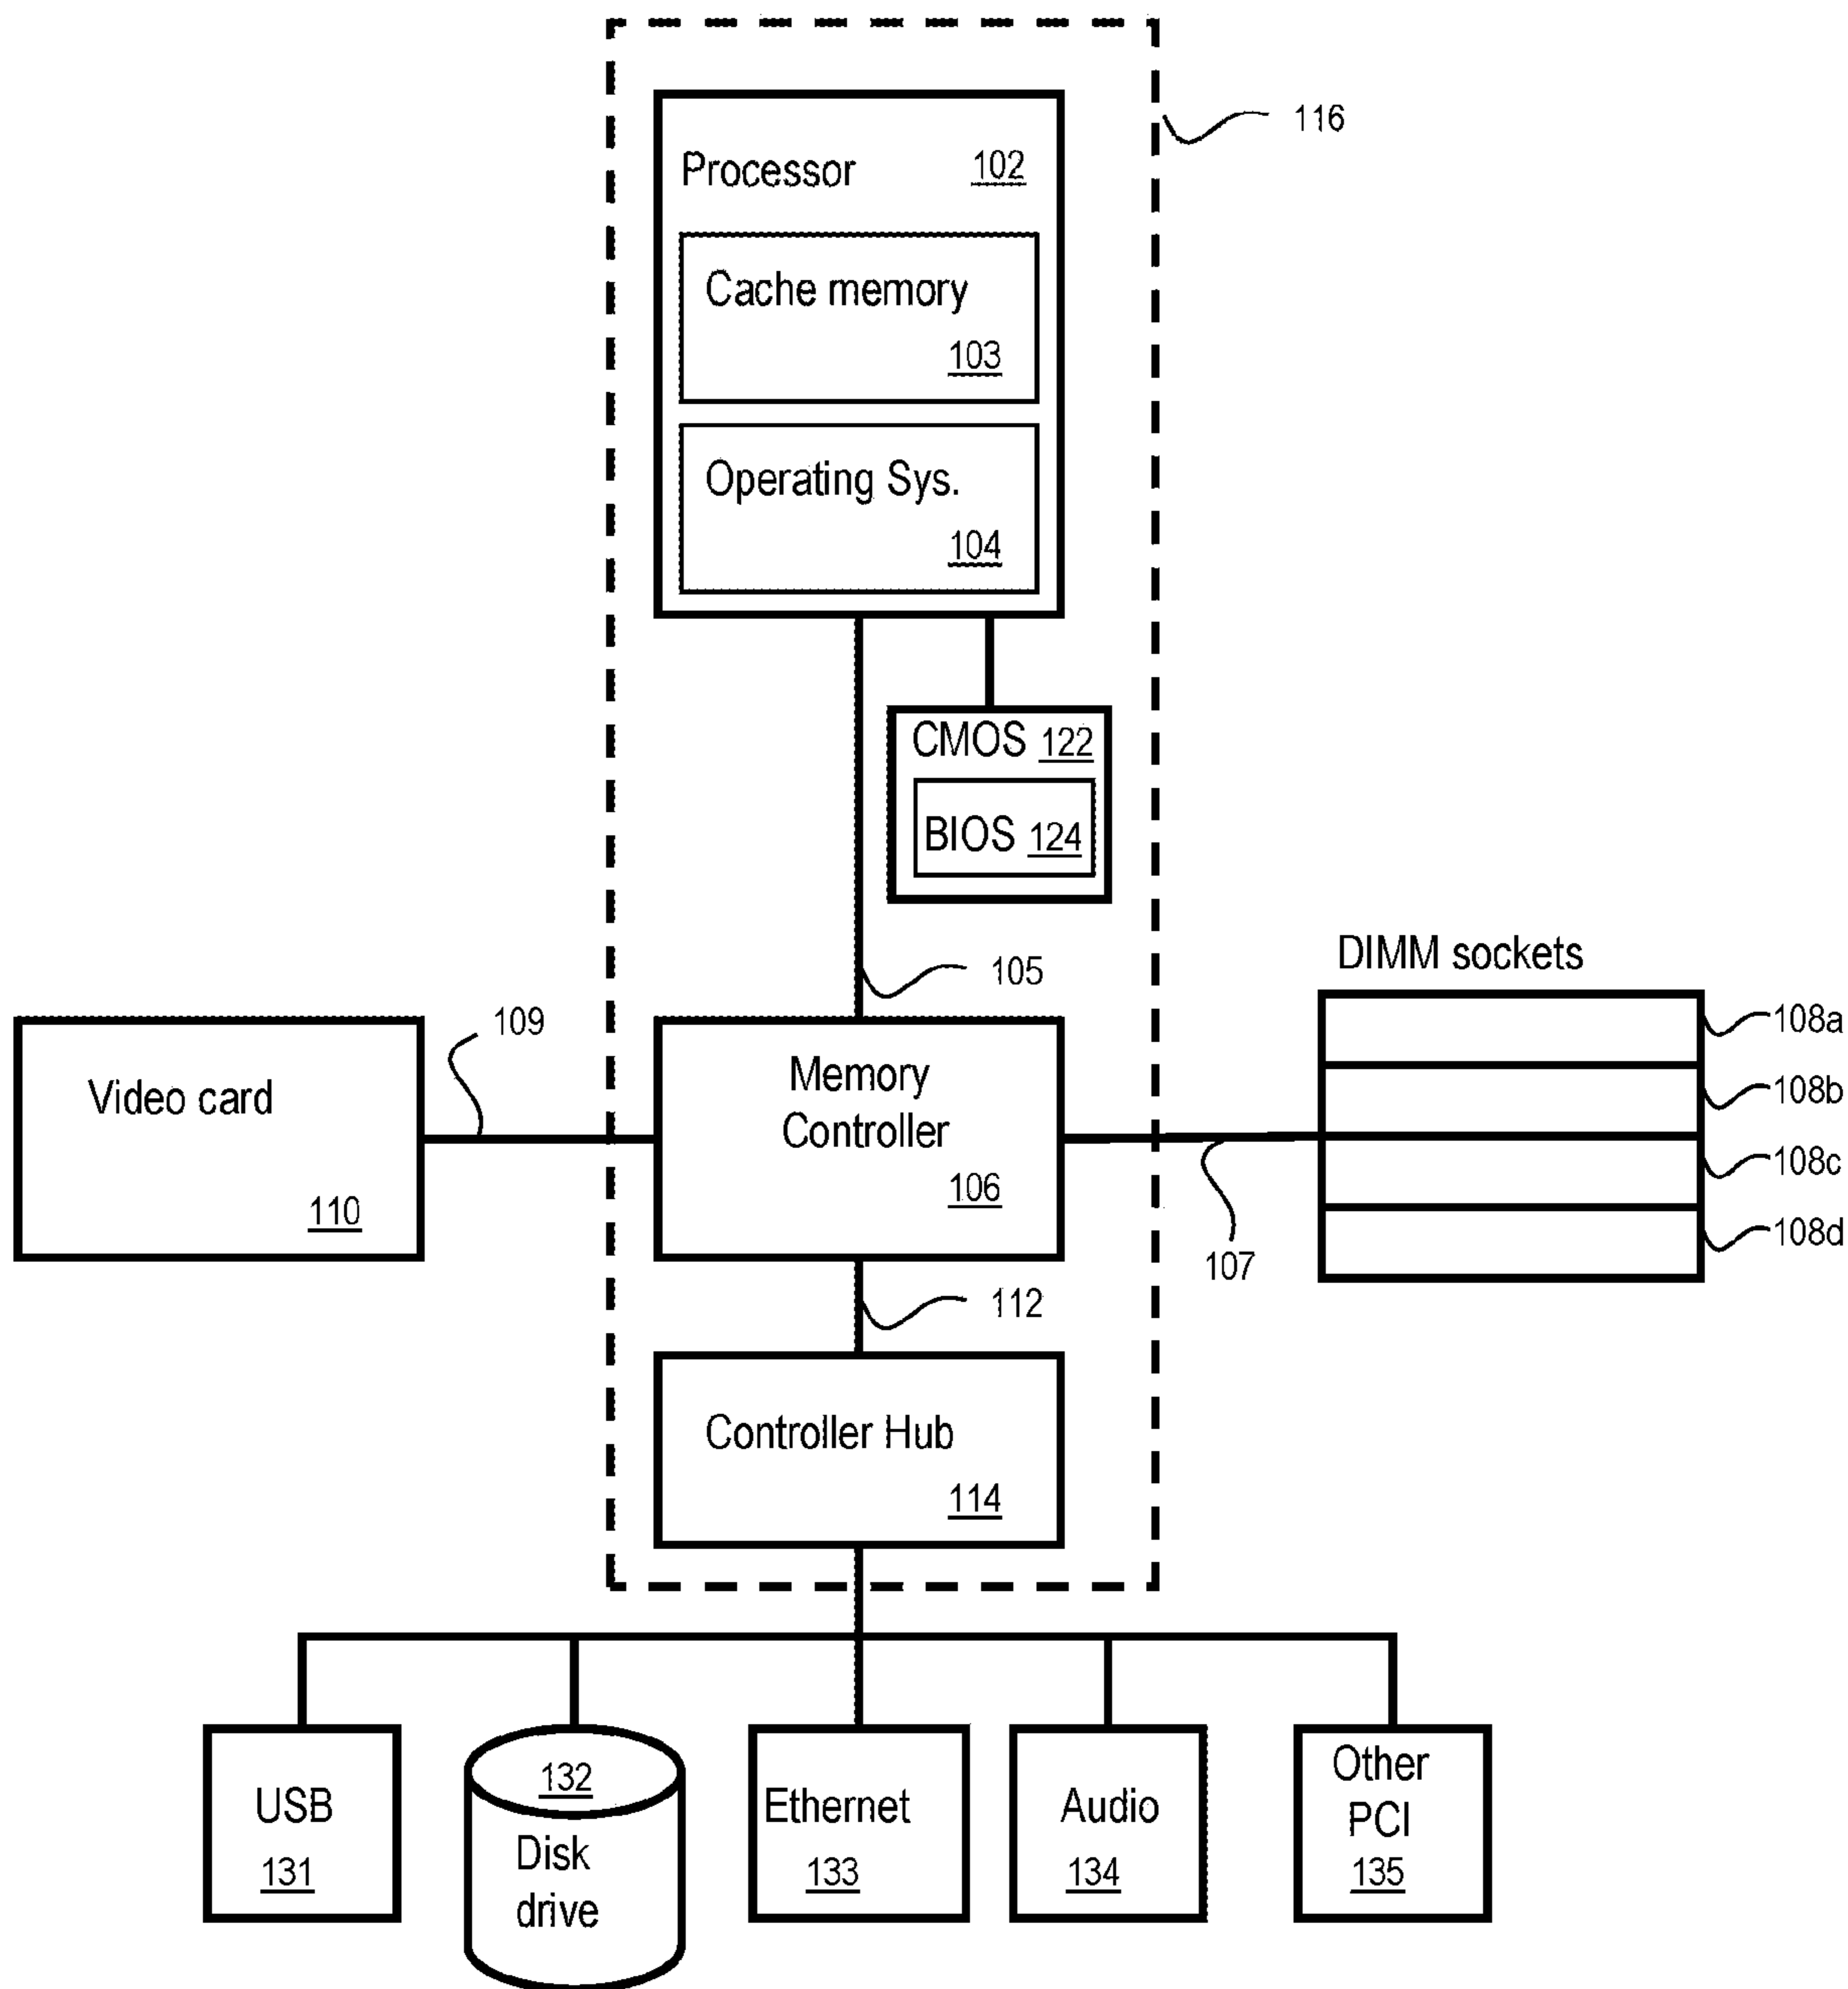 116
Processor 102
Cache memory
103
Operating Sys.
104
CMOS 122
BIOS 124
105
DIMM sockets
108a
108b
108c
108d
109
Video card
110
Memory
Controller
106
107
112
Controller Hub
114
USB
131
132
Disk
drive
Ethernet
133
Audio
134
Other
PCI
135